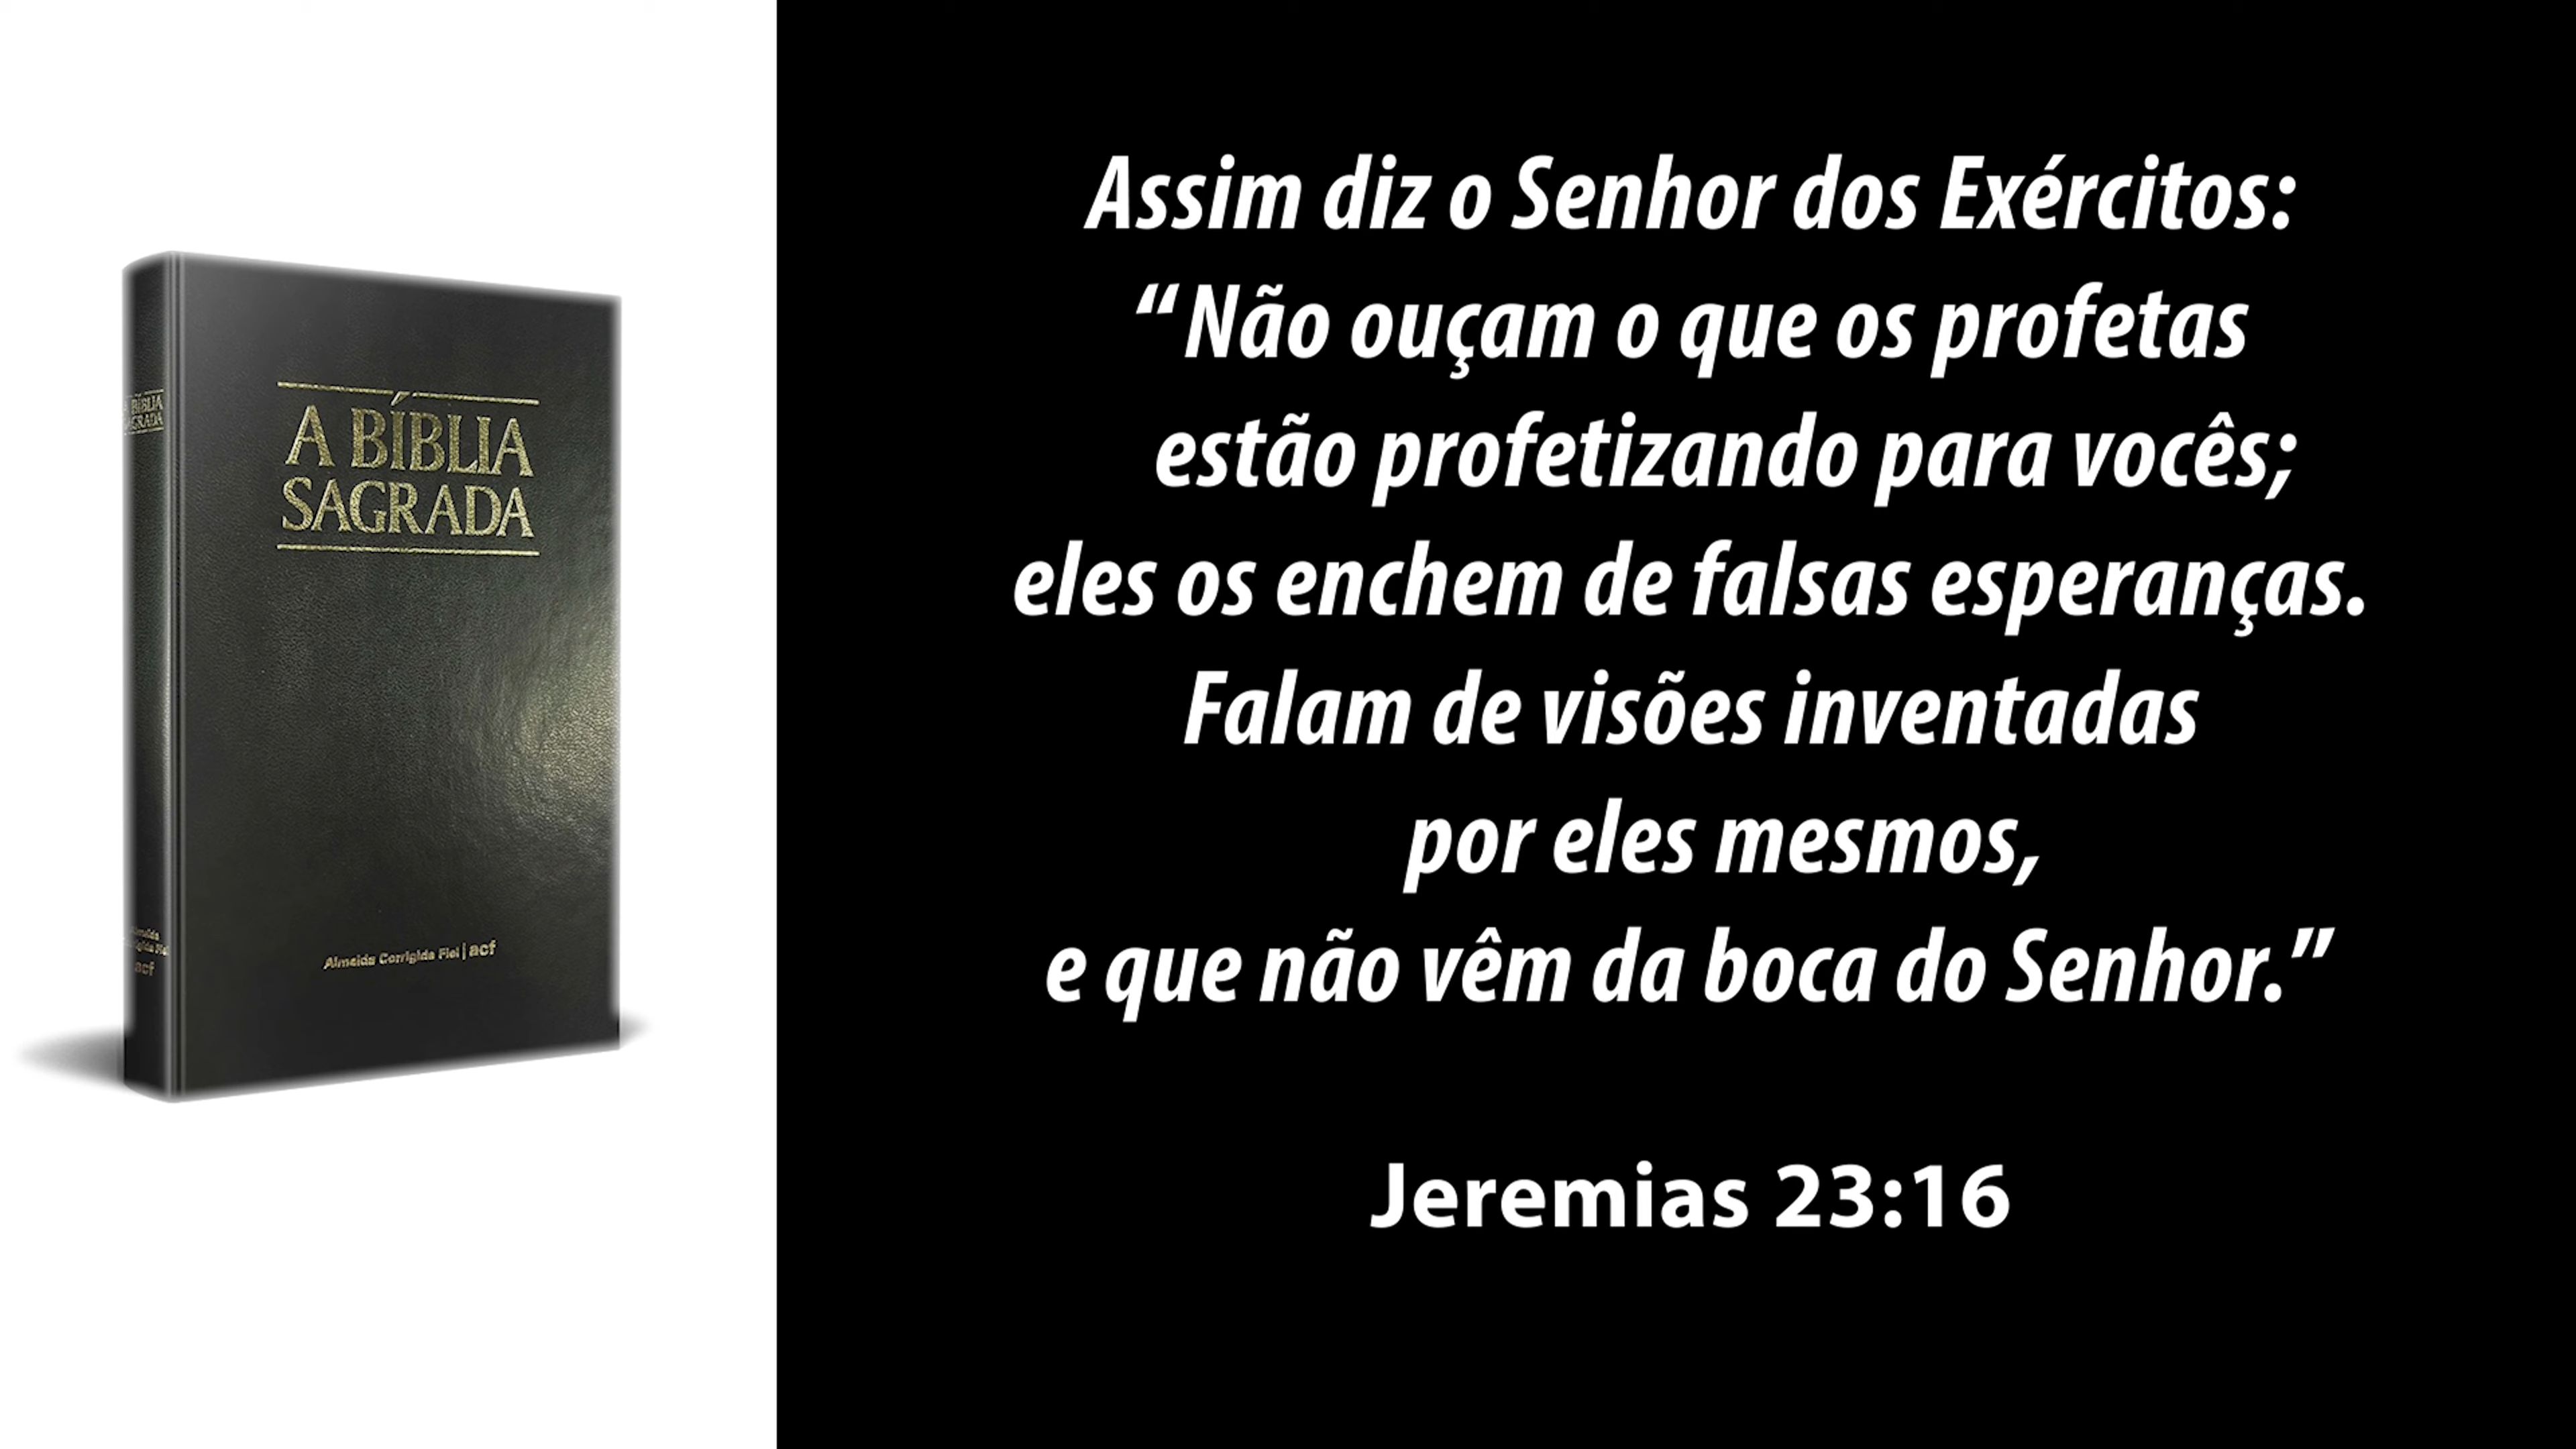 A BÍBLIA
SAGRADA
Almeida Corrigida Fiel | acf
A BÍBLIA
SAGRADA
acf
Assim diz o Senhor dos Exércitos:
“Não ouçam o que os profetas
estão profetizando para vocês;
eles os enchem de falsas esperanças.
Falam de visões inventadas
por eles mesmos,
e que não vêm da boca do Senhor.”
Jeremias 23:16